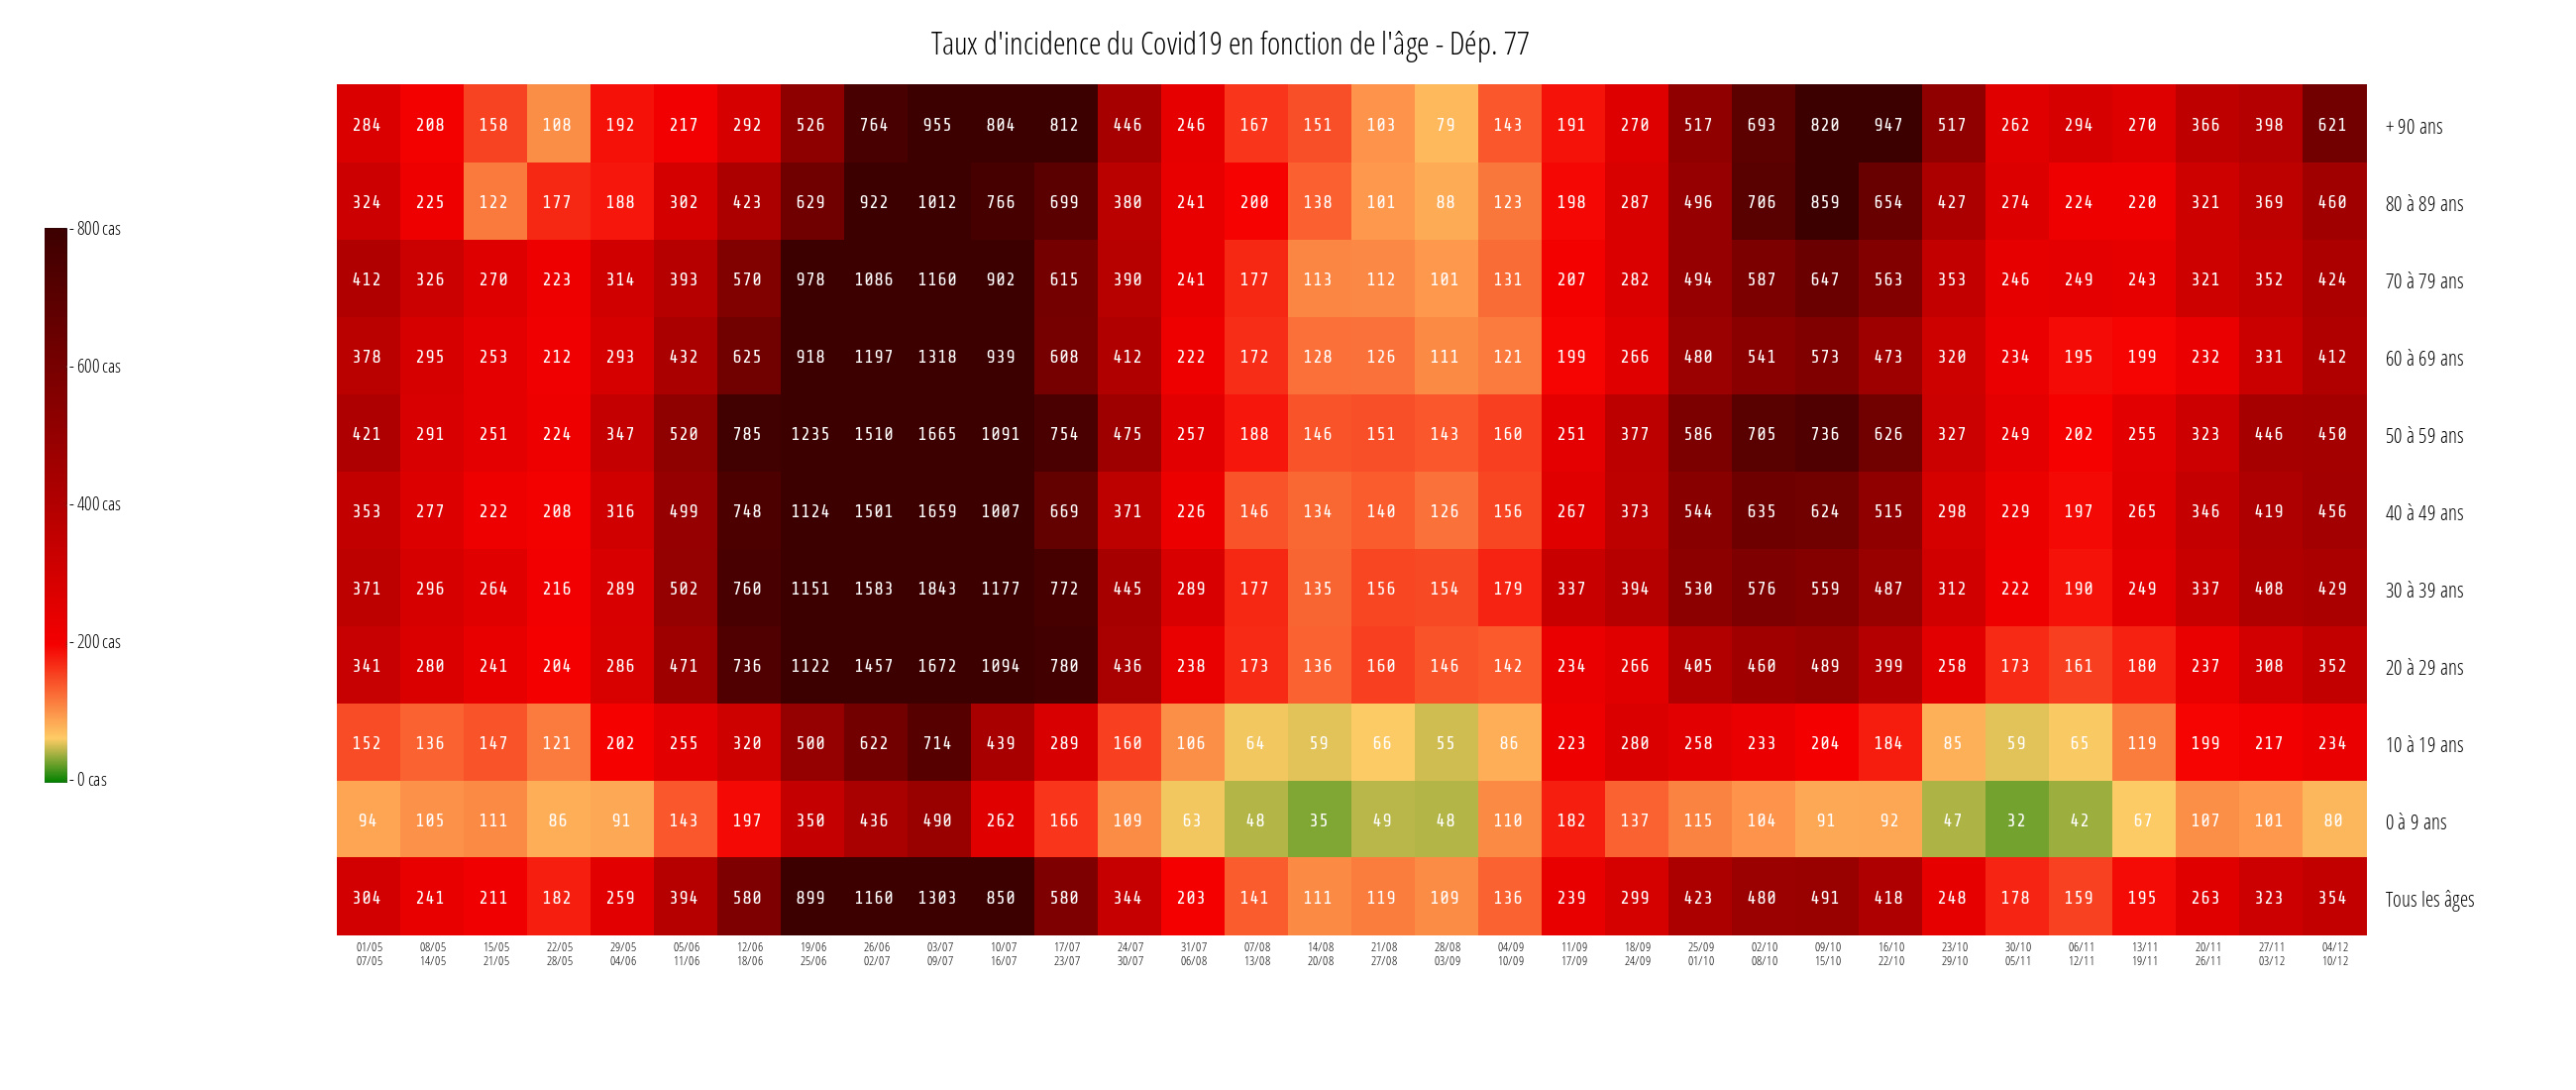 Taux d'incidence du Covid19 en fonction de l'âge - Dép. 77
- 800 cas
- 600 cas
- 400 cas
- 200 cas
- 0 cas
284 208 158 108 192 217 292 526 764 955 804 812 446 246 167 151 103 79 143 191 270 517 693 820 947 517 262 294 270 366 398 621 + 90 ans
324 225 122 177 188 302 423 629 922 1012 766 699 380 241 200 138 101 88 123 198 287 496 706 859 654 427 274 224 220 321 369 460 80 à 89 ans
412 326 270 223 314 393 570 978 1086 1160 902 615 390 241 177 113 112 101 131 207 282 494 587 647 563 353 246 249 243 321 352 424 70 à 79 ans
378 295 253 212 293 432 625 918 1197 1318 939 608 412 222 172 128 126 111 121 199 266 480 541 573 473 320 234 195 199 232 331 412 60 à 69 ans
421 291 251 224 347 520 785 1235 1510 1665 1091 754 475 257 188 146 151 143 160 251 377 586 705 736 626 327 249 202 255 323 446 450 50 à 59 ans
353 277 222 208 316 499 748 1124 1501 1659 1007 669 371 226 146 134 140 126 156 267 373 544 635 624 515 298 229 197 265 346 419 456 40 à 49 ans
371 296 264 216 289 502 760 1151 1583 1843 1177 772 445 289 177 135 156 154 179 337 394 530 576 559 487 312 222 190 249 337 408 429 30 à 39 ans
341 280 241 204 286 471 736 1122 1457 1672 1094 780 436 238 173 136 160 146 142 234 266 405 460 489 399 258 173 161 180 237 308 352 20 à 29 ans
152 136 147 121 202 255 320 500 622 714 439 289 160 106 64 59 66 55 86 223 280 258 233 204 184 85 59 65 119 199 217 234 10 à 19 ans
94 105 111 86 91 143 197 350 436 490 262 166 109 63 48 35 49 48 110 182 137 115 104 91 92 47 32 42 67 107 101 80 0 à 9 ans
304 241 211 182 259 394 580 899 1160 1303 850 580 344 203 141 111 119 109 136 239 299 423 480 491 418 248 178 159 195 263 323 354 Tous les âges
01/05 08/05 15/05 22/05 29/05 05/06 12/06 19/06 26/06 03/07 10/07 17/07 24/07 31/07 07/08 14/08 21/08 28/08 04/09 11/09 18/09 25/09 02/10 09/10 16/10 23/10 30/10 06/11 13/11 20/11 27/11 04/12
07/05 14/05 21/05 28/05 04/06 11/06 18/06 25/06 02/07 09/07 16/07 23/07 30/07 06/08 13/08 20/08 27/08 03/09 10/09 17/09 24/09 01/10 08/10 15/10 22/10 29/10 05/11 12/11 19/11 26/11 03/12 10/12